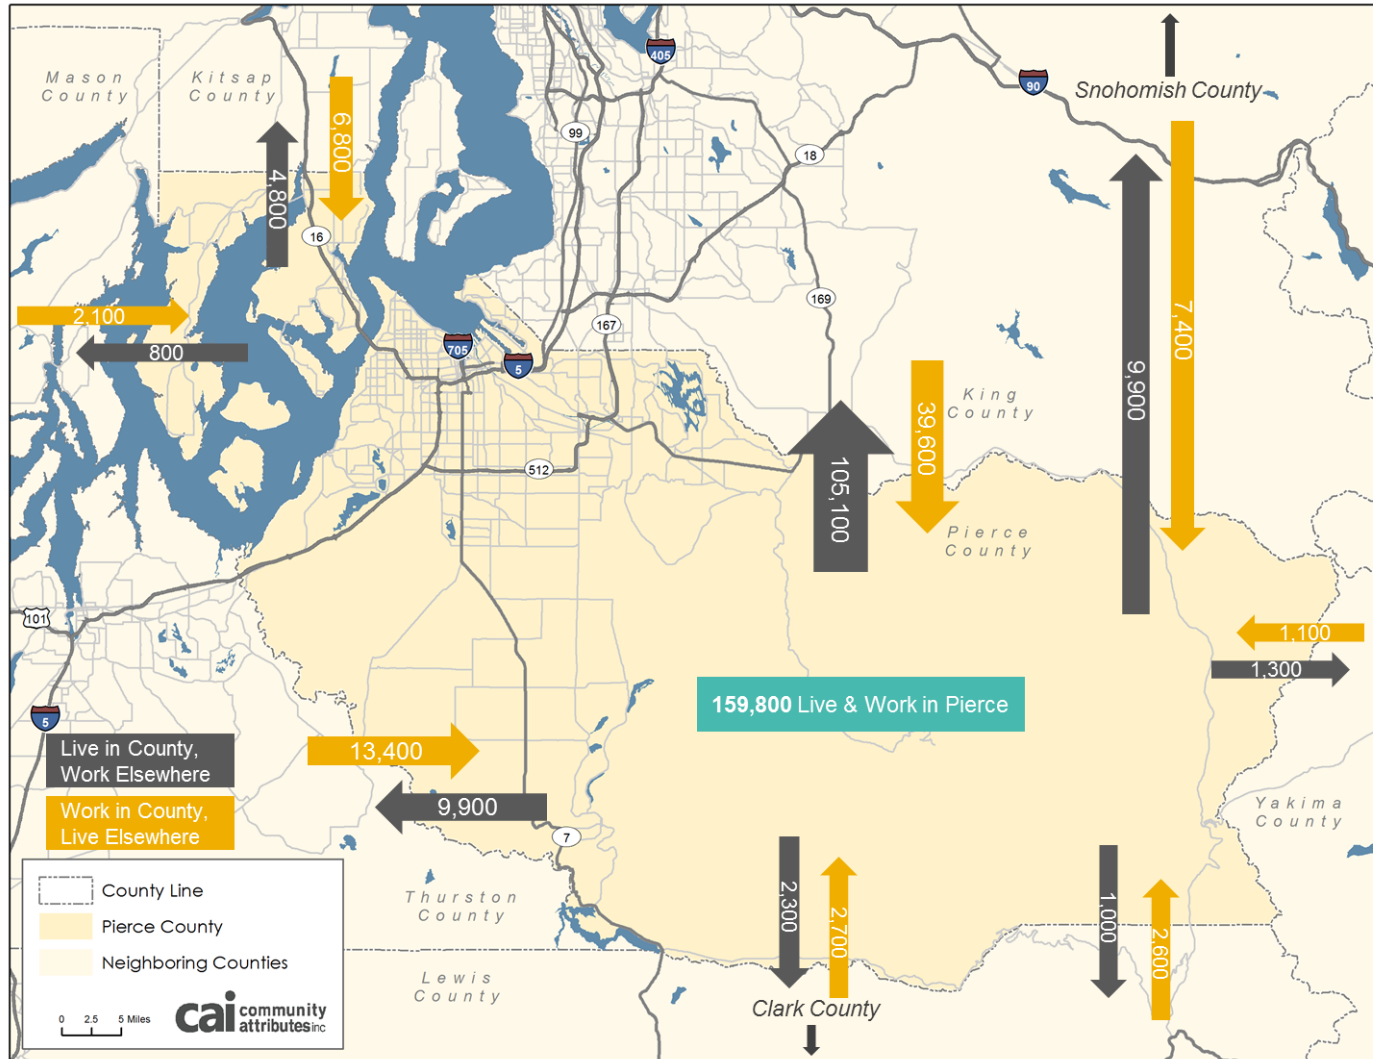 405
Mason
County
Kitsap
County
90
Snohomish County
6,800
99
18
4,800
16
7,400
9,900
2,100
800
169
167
705
5
King
County
39,600
105,100
512
Pierce
County
101
1,100
1,300
159,800 Live & Work in Pierce
5
Live in County,
Work Elsewhere
13,400
9,900
Work in County,
Live Elsewhere
Yakima
County
7
County Line
Pierce County
Neighboring Counties
Thurston
County
2,300
2,700
1,000
2,600
Lewis
County
Clark County
0 2.5 5 Miles
cai community
attributes inc